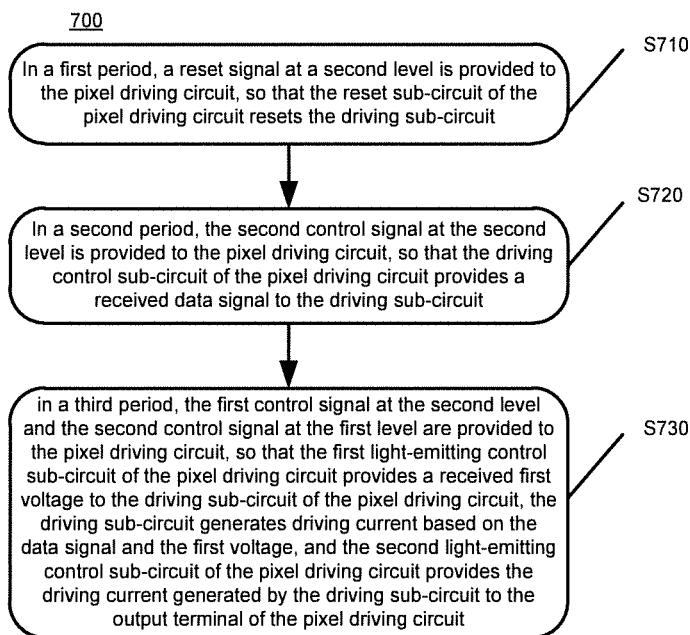 700
S710
In a first period, a reset signal at a second level is provided to
the pixel driving circuit, so that the reset sub-circuit of the
pixel driving circuit resets the driving sub-circuit
S720
In a second period, the second control signal at the second
level is provided to the pixel driving circuit, so that the driving
control sub-circuit of the pixel driving circuit provides a
received data signal to the driving sub-circuit
S730
in a third period, the first control signal at the second level
and the second control signal at the first level are provided to
the pixel driving circuit, so that the first light-emitting control
sub-circuit of the pixel driving circuit provides a received first
voltage to the driving sub-circuit of the pixel driving circuit, the
driving sub-circuit generates driving current based on the
data signal and the first voltage, and the second light-emitting
control sub-circuit of the pixel driving circuit provides the
driving current generated by the driving sub-circuit to the
output terminal of the pixel driving circuit